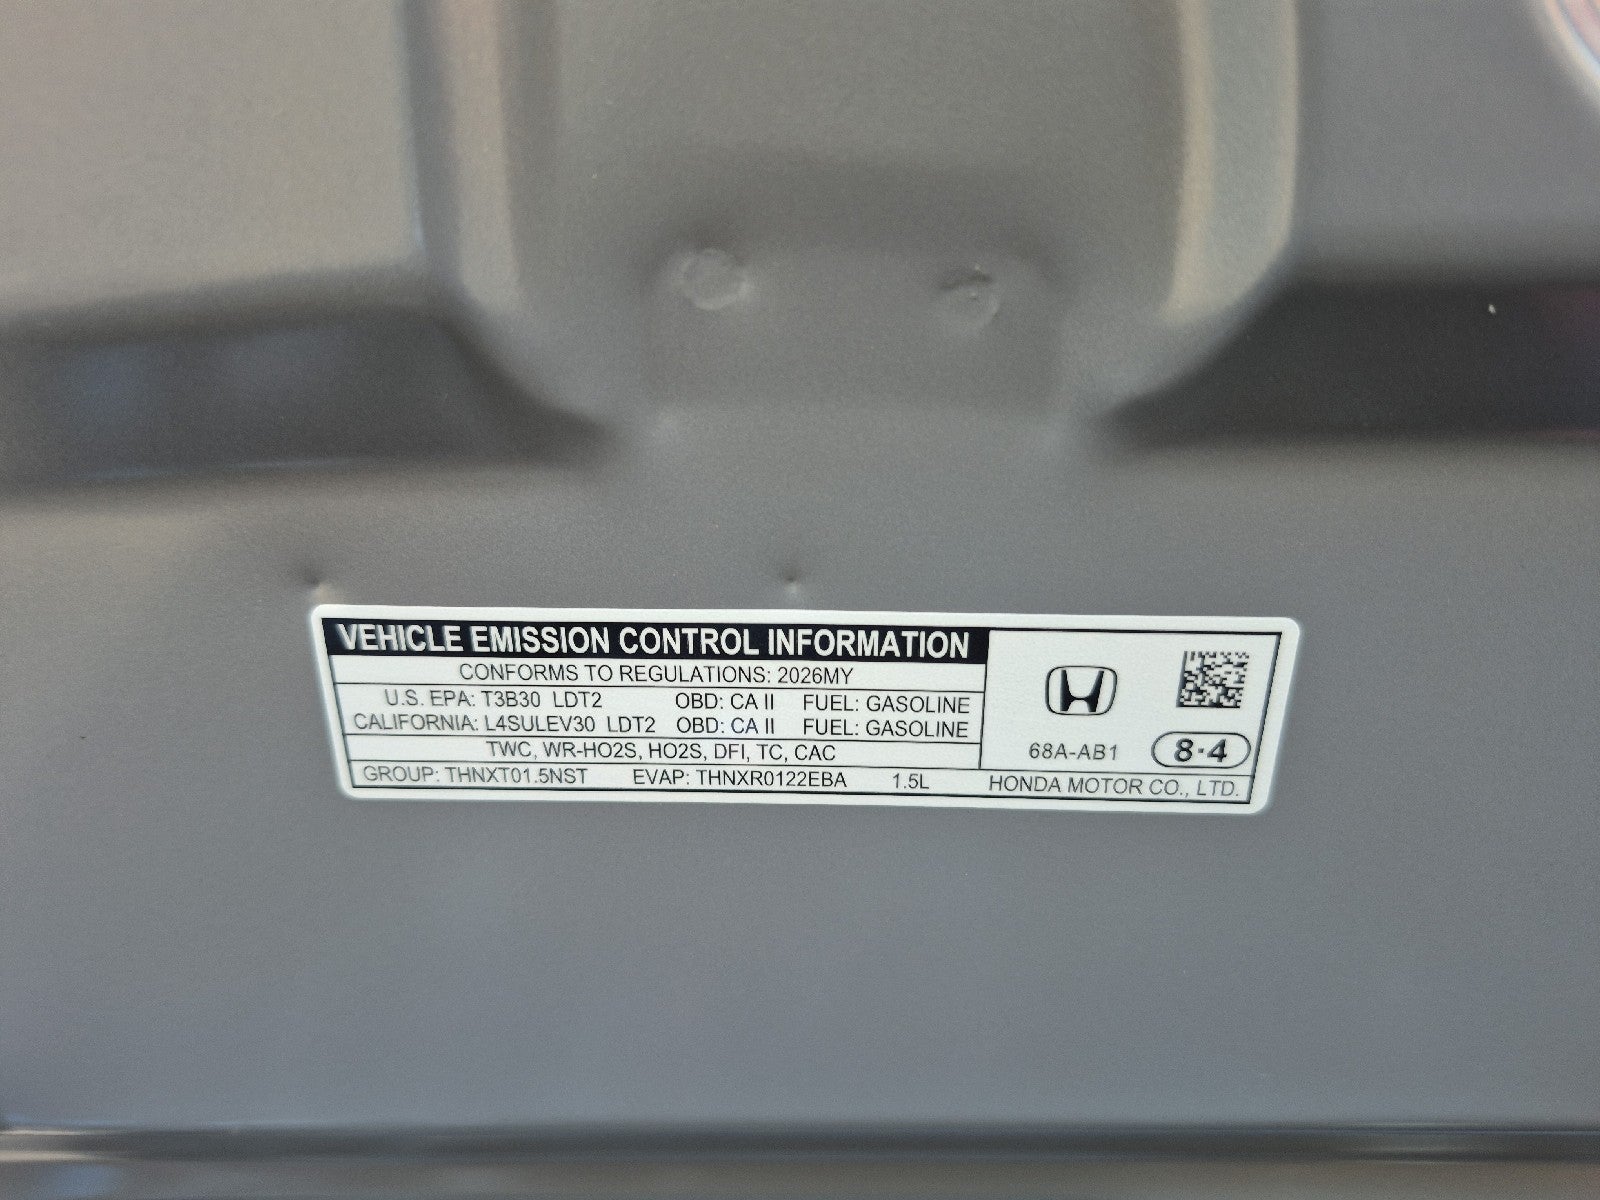 VEHICLE EMISSION CONTROL INFORMATION
CONFORMS TO REGULATIONS: 2026MY
U.S. EPA: T3B30 LDT2 OBD: CA II FUEL: GASOLINE
CALIFORNIA: L4SULEV30 LDT2 OBD: CA II FUEL: GASOLINE
TWC, WR-HO2S, HO2S, DFI, TC, CAC
68A-AB1 8-4
GROUP: THNXT01.5NST EVAP: THNXR0122EBA 1.5L HONDA MOTOR CO., LTD.